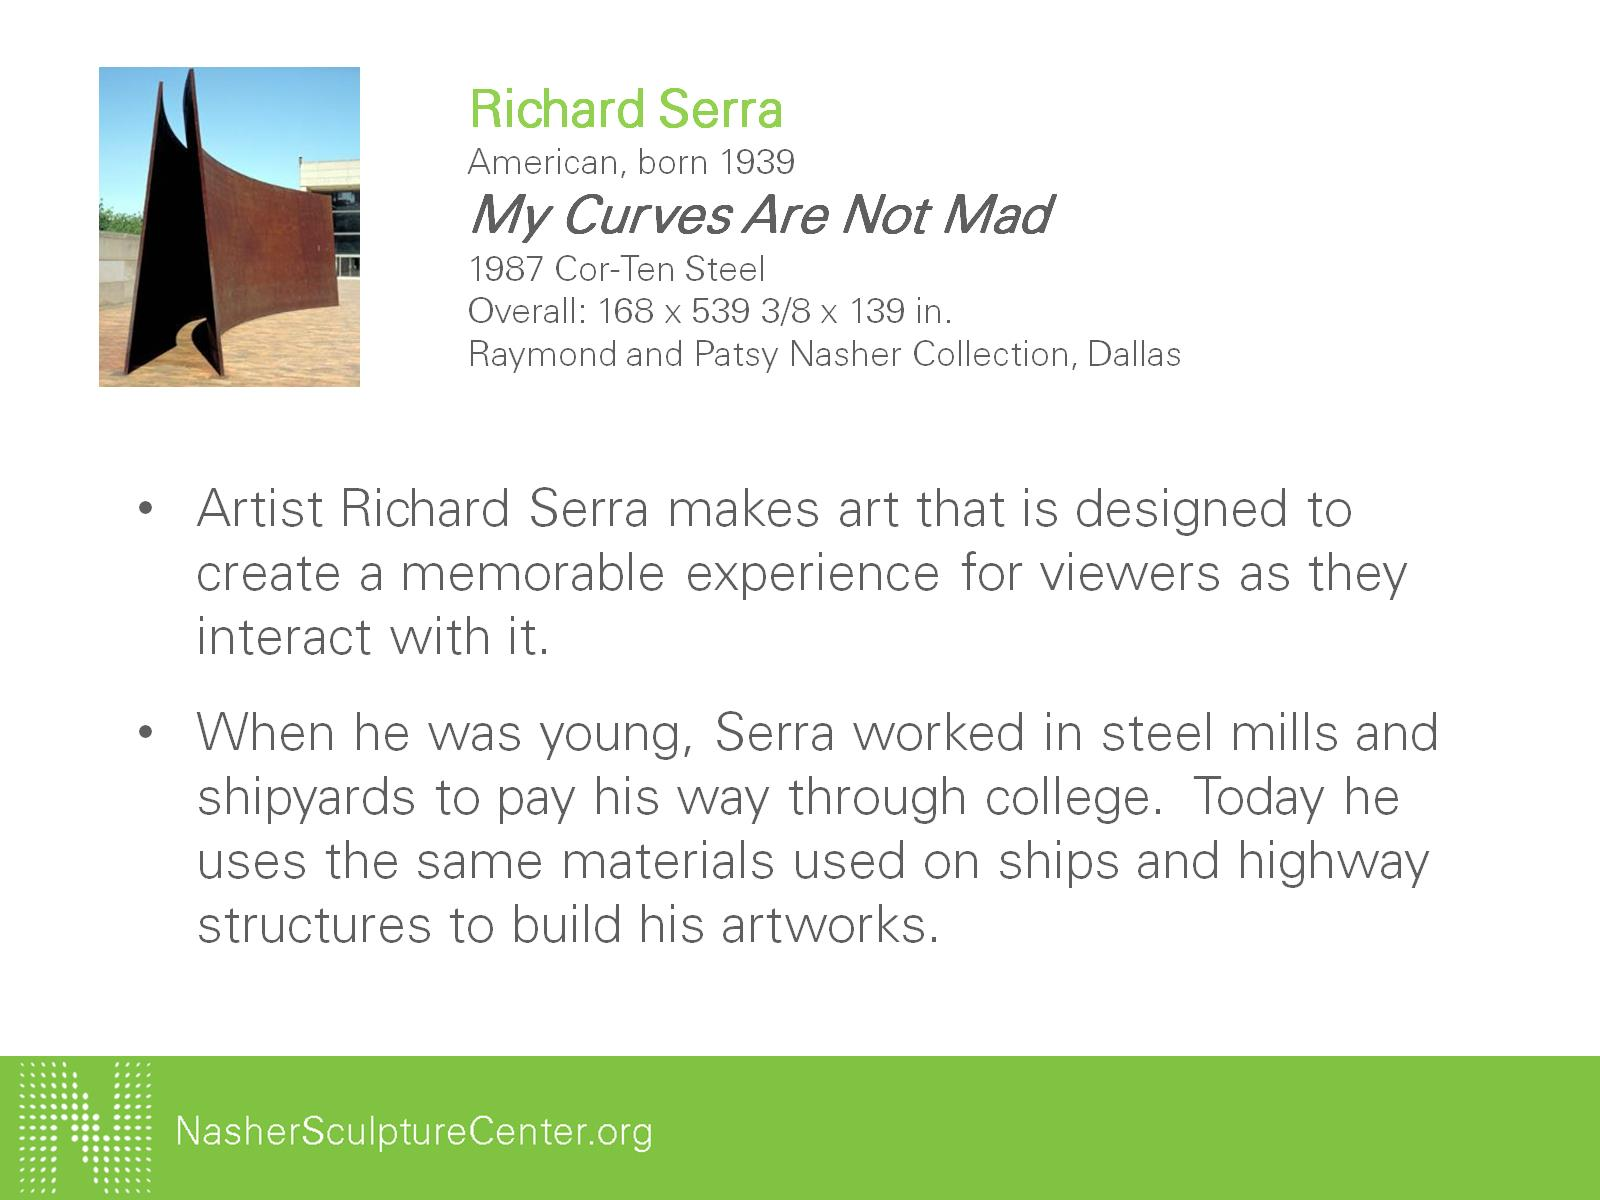 Richard Serra
American, born 1939
My Curves Are Not Mad
1987 Cor-Ten Steel
Overall: 168 x 539 3/8 x 139 in.
Raymond and Patsy Nasher Collection, Dallas
• Artist Richard Serra makes art that is designed to
create a memorable experience for viewers as they
interact with it.
• When he was young, Serra worked in steel mills and
shipyards to pay his way through college.  Today he
uses the same materials used on ships and highway
structures to build his artworks.
NasherSculptureCenter.org